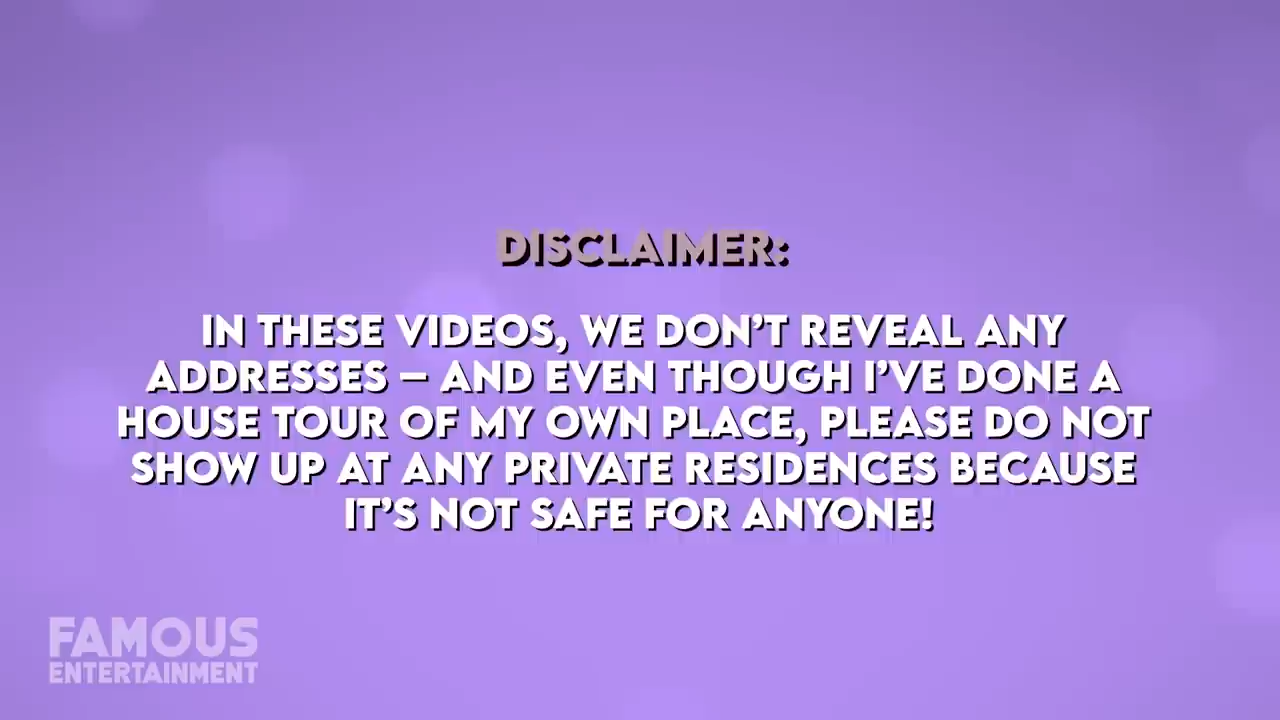 DISCLAIMER:
IN THESE VIDEOS, WE DON'T REVEAL ANY
ADDRESSES – AND EVEN THOUGH I'VE DONE A
HOUSE TOUR OF MY OWN PLACE, PLEASE DO NOT
SHOW UP AT ANY PRIVATE RESIDENCES BECAUSE
IT'S NOT SAFE FOR ANYONE!
FAMOUS
ENTERTAINMENT